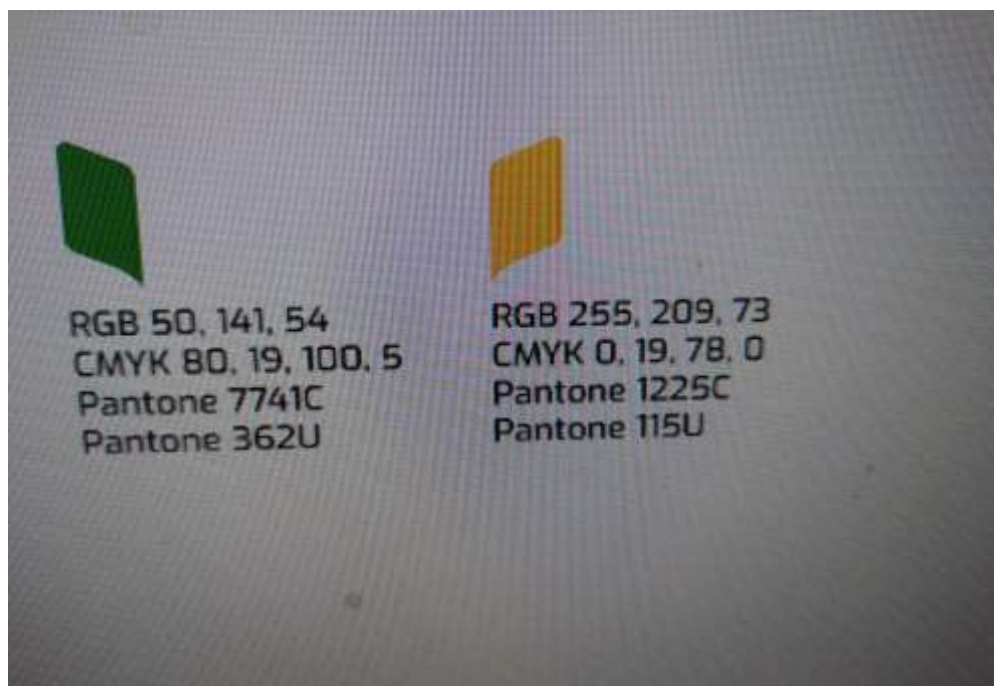 RGB 50, 141, 54
CMYK 80, 19, 100, 5
Pantone 7741C
Pantone 362U
RGB 255, 209, 73
CMYK 0, 19, 78, 0
Pantone 1225C
Pantone 115U